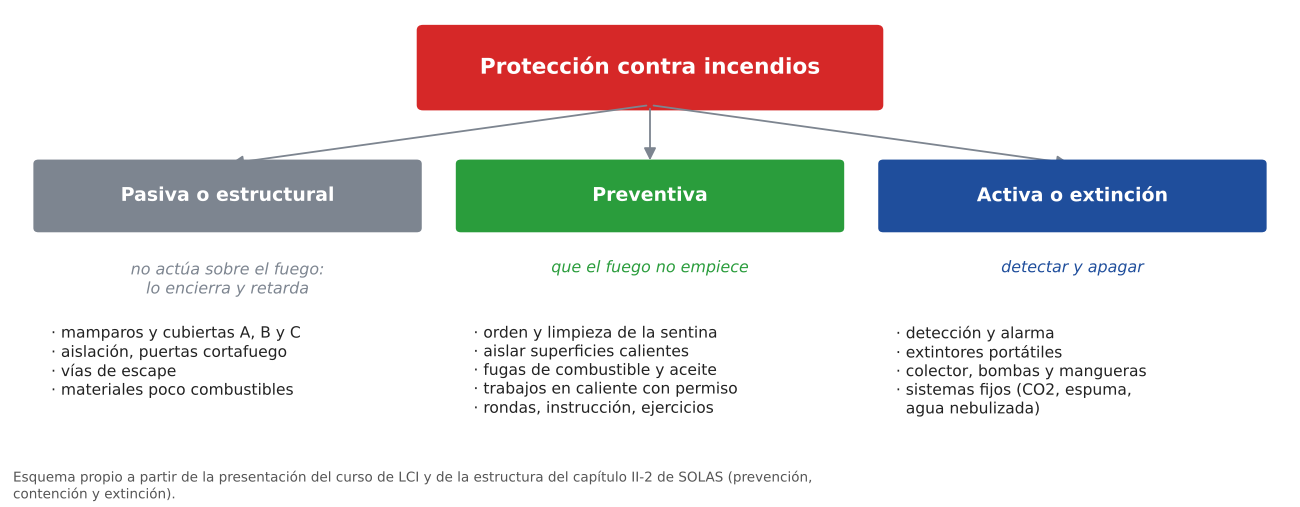 Protección contra incendios
Pasiva o estructural
no actúa sobre el fuego:
lo encierra y retarda
· mamparos y cubiertas A, B y C
· aislación, puertas cortafuego
· vías de escape
· materiales poco combustibles
Preventiva
que el fuego no empiece
· orden y limpieza de la sentina
· aislar superficies calientes
· fugas de combustible y aceite
· trabajos en caliente con permiso
· rondas, instrucción, ejercicios
Activa o extinción
detectar y apagar
· detección y alarma
· extintores portátiles
· colector, bombas y mangueras
· sistemas fijos (CO2, espuma,
agua nebulizada)
Esquema propio a partir de la presentación del curso de LCI y de la estructura del capítulo II-2 de SOLAS (prevención,
contención y extinción).